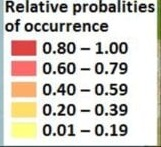 Relative probalities
of occurrence
0.80 – 1.00
0.60 – 0.79
0.40 – 0.59
0.20 – 0.39
0.01 – 0.19